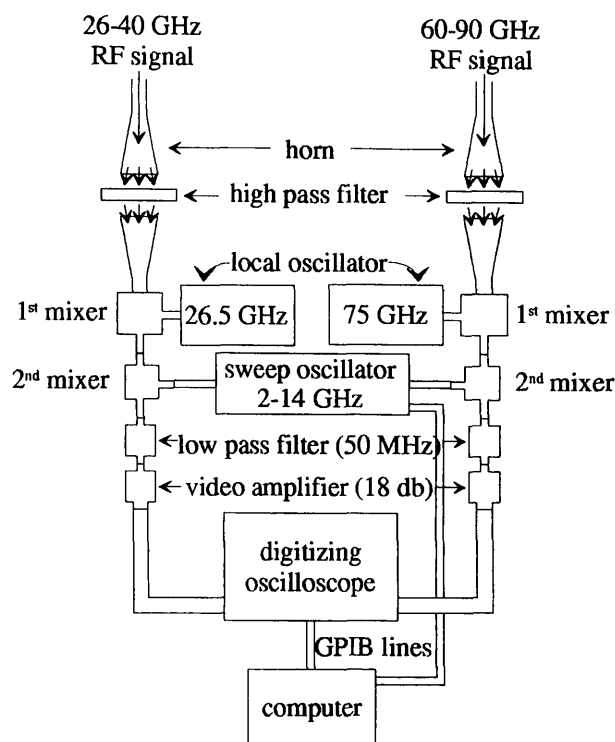 26-40 GHz
RF signal
60-90 GHz
RF signal
horn
high pass filter
local oscillator
1st mixer
26.5 GHz
75 GHz
1st mixer
2nd mixer
sweep oscillator
2-14 GHz
2nd mixer
low pass filter (50 MHz)
video amplifier (18 db)
digitizing
oscilloscope
GPIB lines
computer